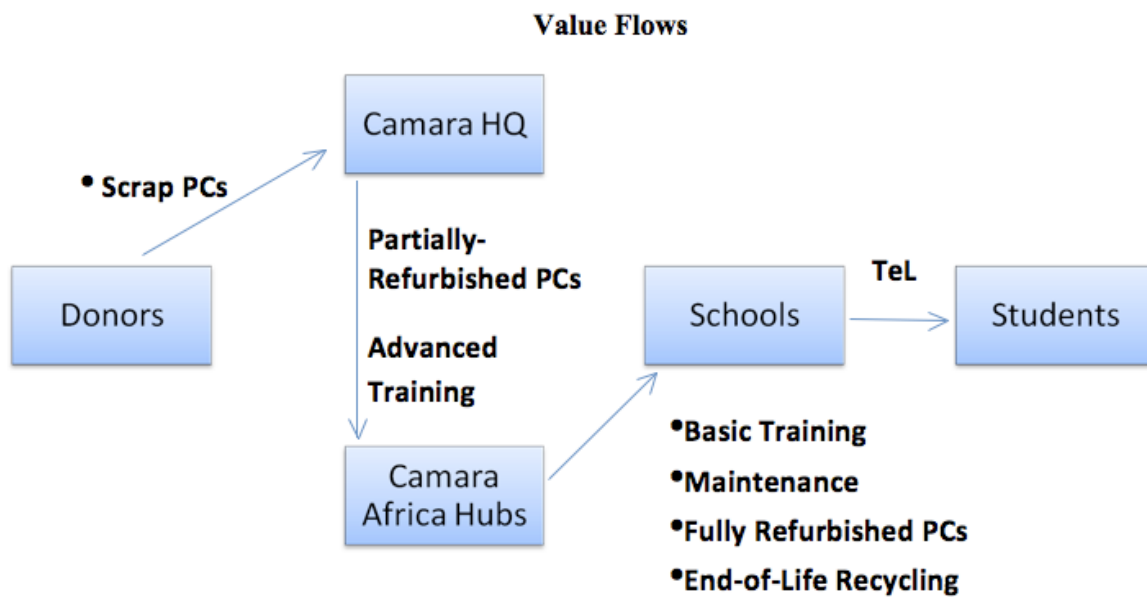 Value Flows
Camara HQ
• Scrap PCs
Partially-
Refurbished PCs
Donors
Advanced
Training
Camara
Africa Hubs
Schools
TeL
Students
•Basic Training
•Maintenance
•Fully Refurbished PCs
•End-of-Life Recycling